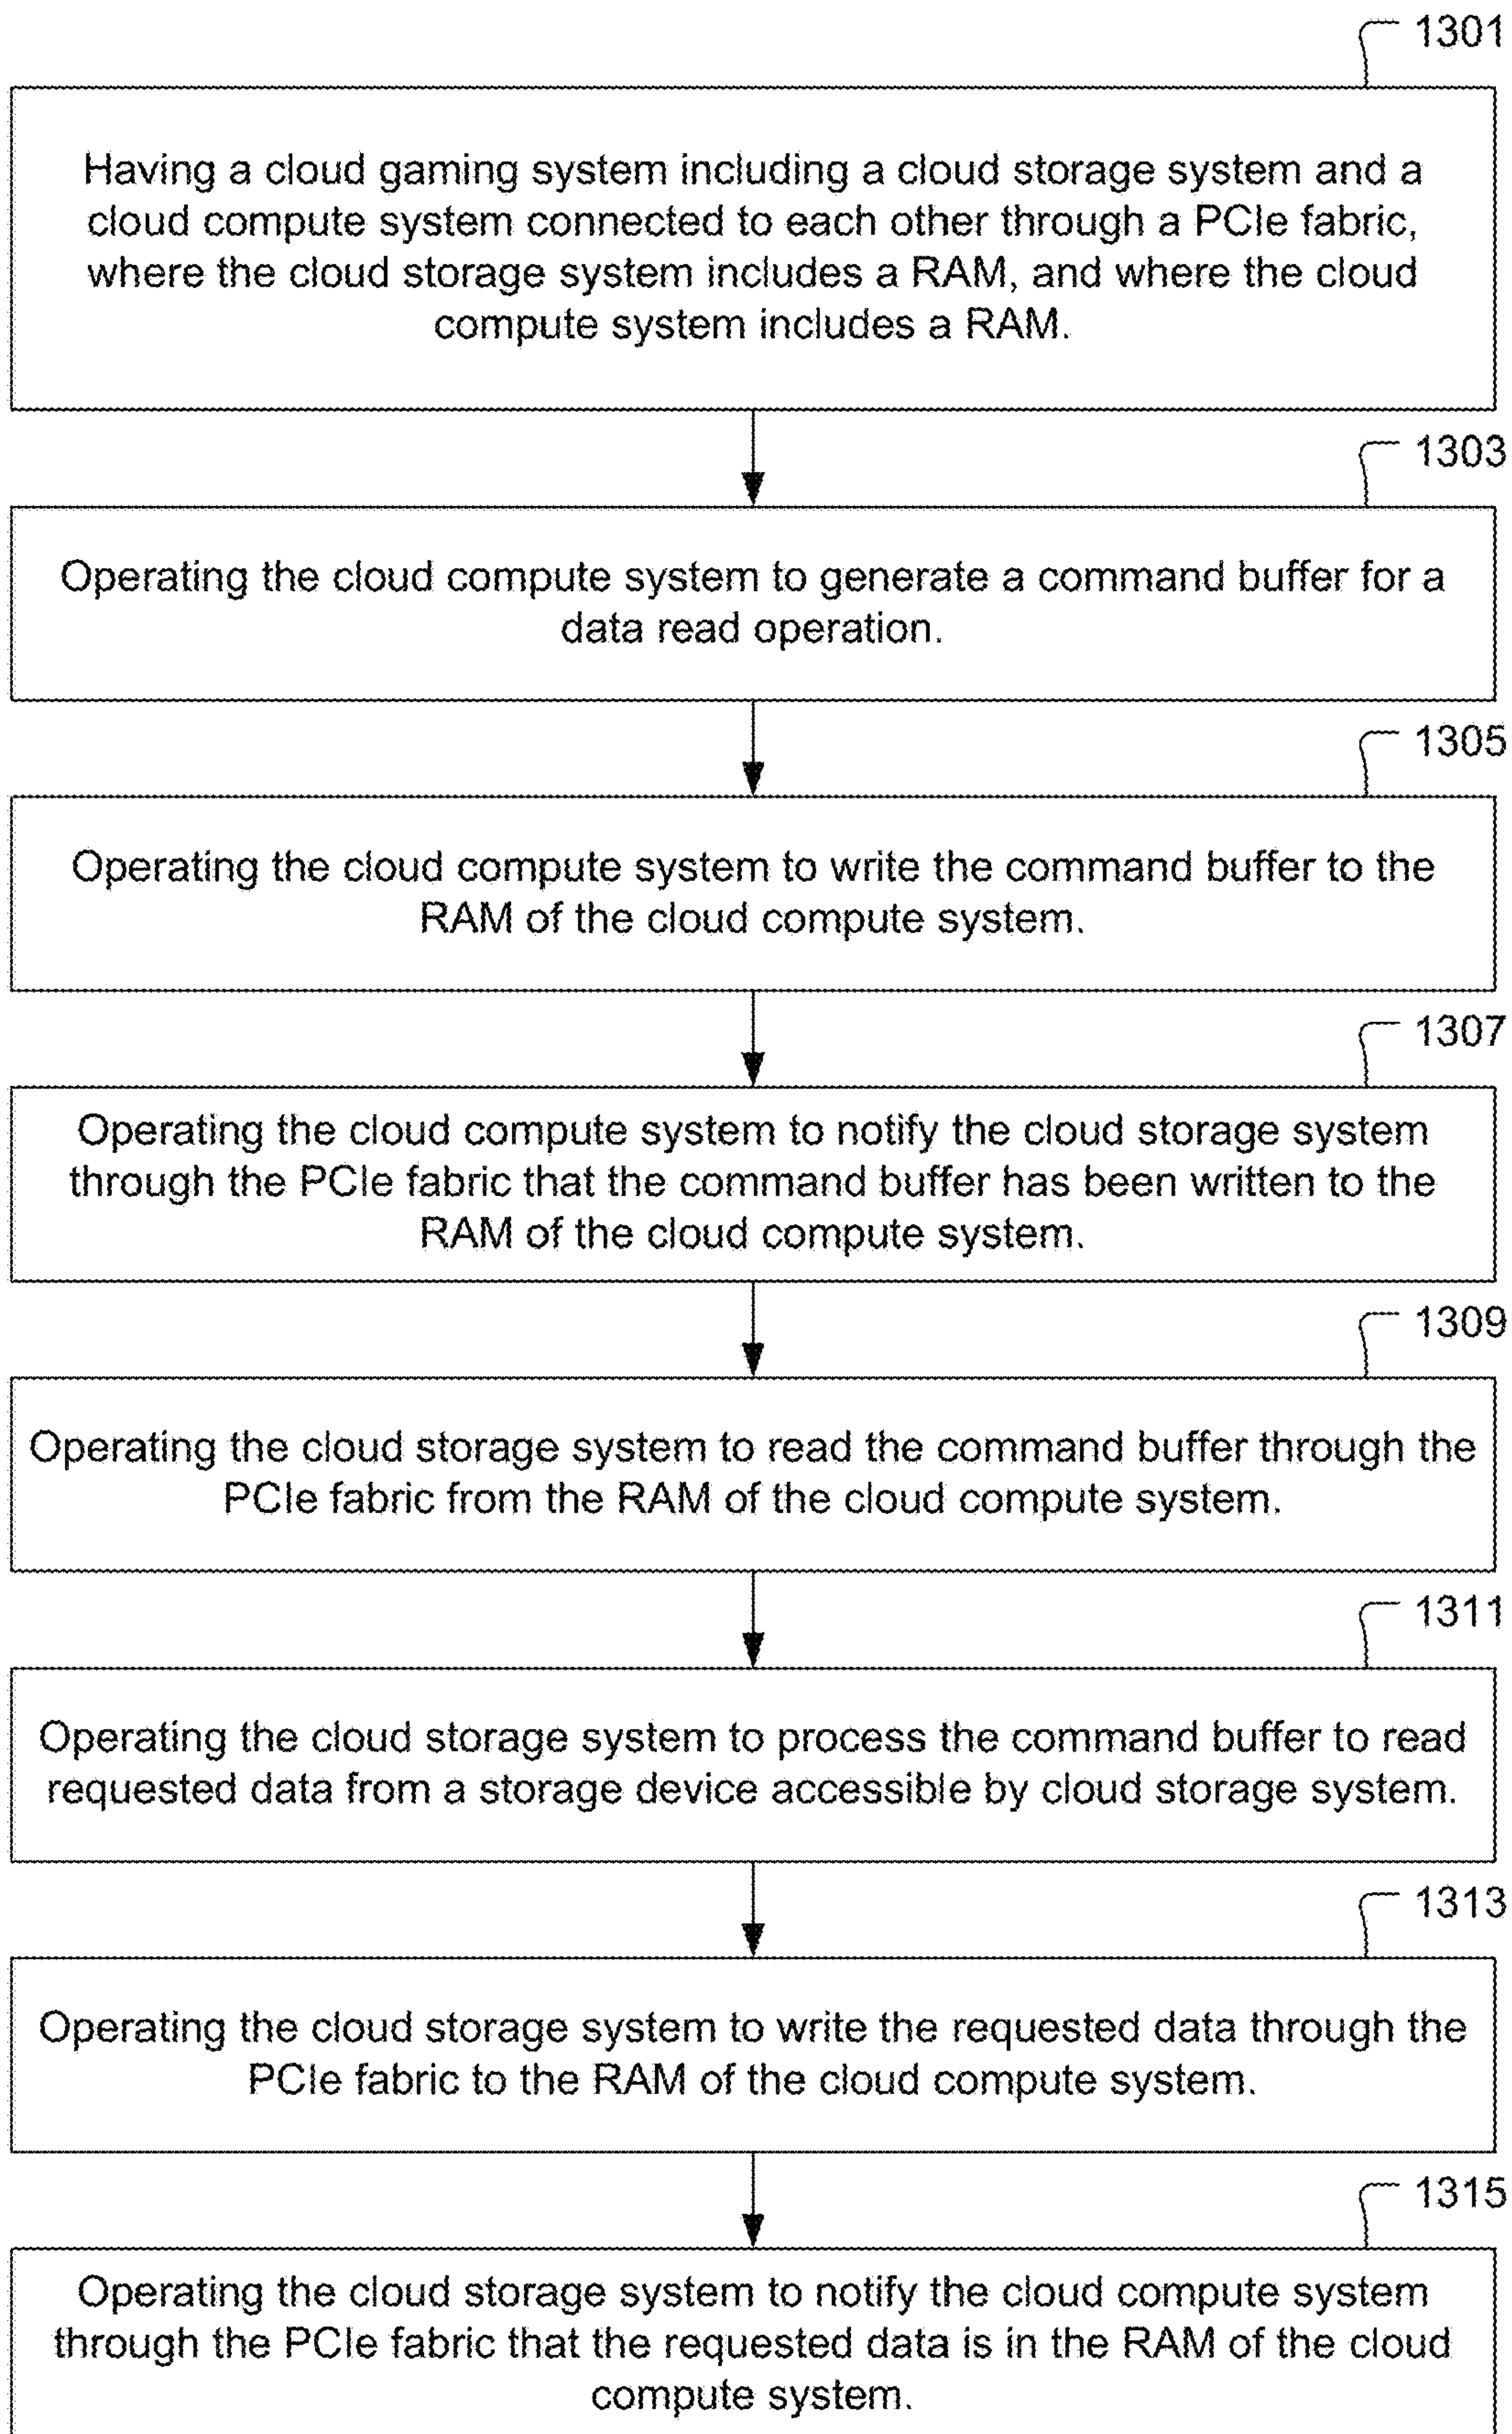 1301
Having a cloud gaming system including a cloud storage system and a
cloud compute system connected to each other through a PCIe fabric,
where the cloud storage system includes a RAM, and where the cloud
compute system includes a RAM.
1303
Operating the cloud compute system to generate a command buffer for a
data read operation.
1305
Operating the cloud compute system to write the command buffer to the
RAM of the cloud compute system.
1307
Operating the cloud compute system to notify the cloud storage system
through the PCIe fabric that the command buffer has been written to the
RAM of the cloud compute system.
1309
Operating the cloud storage system to read the command buffer through the
PCIe fabric from the RAM of the cloud compute system.
1311
Operating the cloud storage system to process the command buffer to read
requested data from a storage device accessible by cloud storage system.
1313
Operating the cloud storage system to write the requested data through the
PCIe fabric to the RAM of the cloud compute system.
1315
Operating the cloud storage system to notify the cloud compute system
through the PCIe fabric that the requested data is in the RAM of the cloud
compute system.